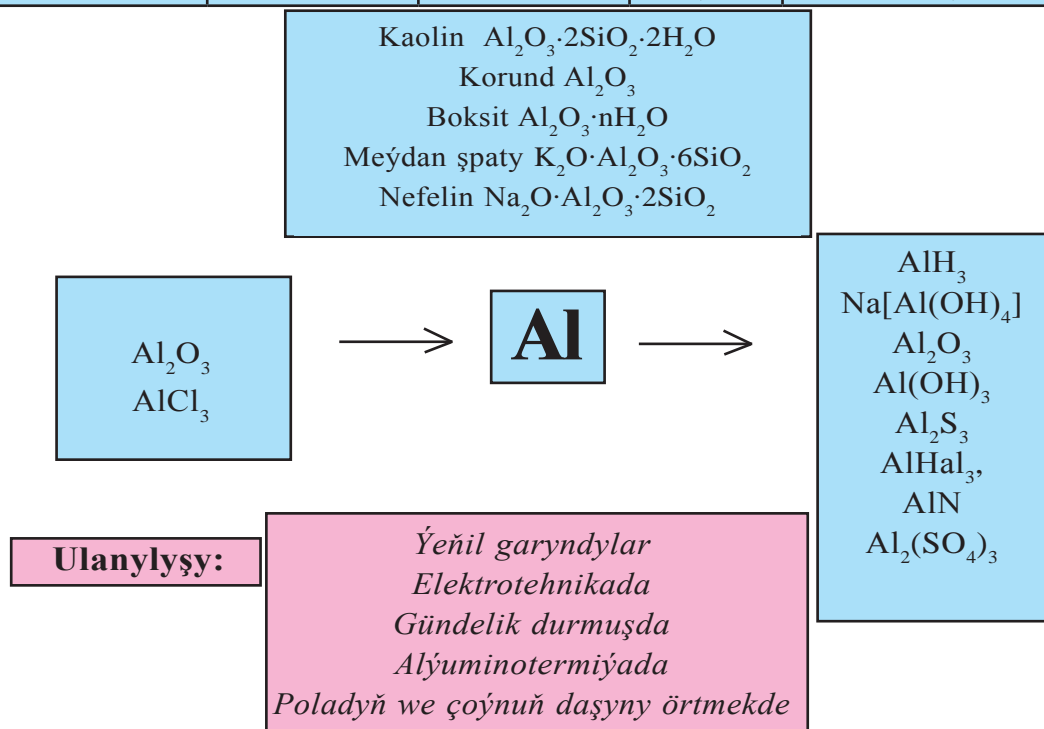 Kaolin Al₂O₃·2SiO₂·2H₂O
Korund Al₂O₃
Boksit Al₂O₃·nH₂O
Meýdan şpaty K₂O·Al₂O₃·6SiO₂
Nefelin Na₂O·Al₂O₃·2SiO₂
Al₂O₃
AlCl₃
Al
AlH₃
Na[Al(OH)₄]
Al₂O₃
Al(OH)₃
Al₂S₃
AlHal₃,
AlN
Al₂(SO₄)₃
Ulanylyşy:
Ýeňil garyndylar
Elektrotehnikada
Gündelik durmuşda
Alýuminotermiýada
Poladyň we çoýnuň daşyny örtmekde